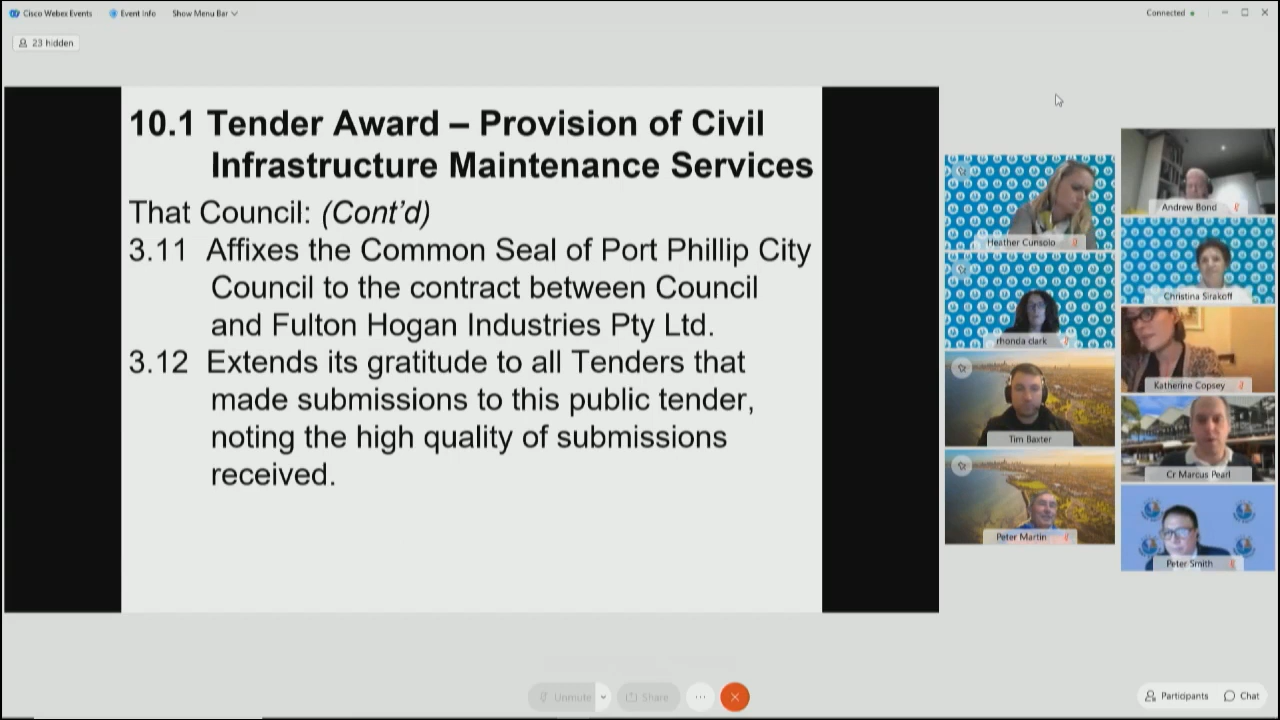 Cisco Webex Events
Event Info
Show Menu Bar
Connected
23 hidden
10.1 Tender Award – Provision of Civil
Infrastructure Maintenance Services
That Council: (Cont’d)
3.11 Affixes the Common Seal of Port Phillip City
Council to the contract between Council
and Fulton Hogan Industries Pty Ltd.
3.12 Extends its gratitude to all Tenders that
made submissions to this public tender,
noting the high quality of submissions
received.
Andrew Bond
Heather Cunsolo
Christina Sirakoff
rhonda clark
Katherine Copsey
Tim Baxter
Cr Marcus Pearl
Peter Martin
Peter Smith
Unmute
Share
Participants
Chat